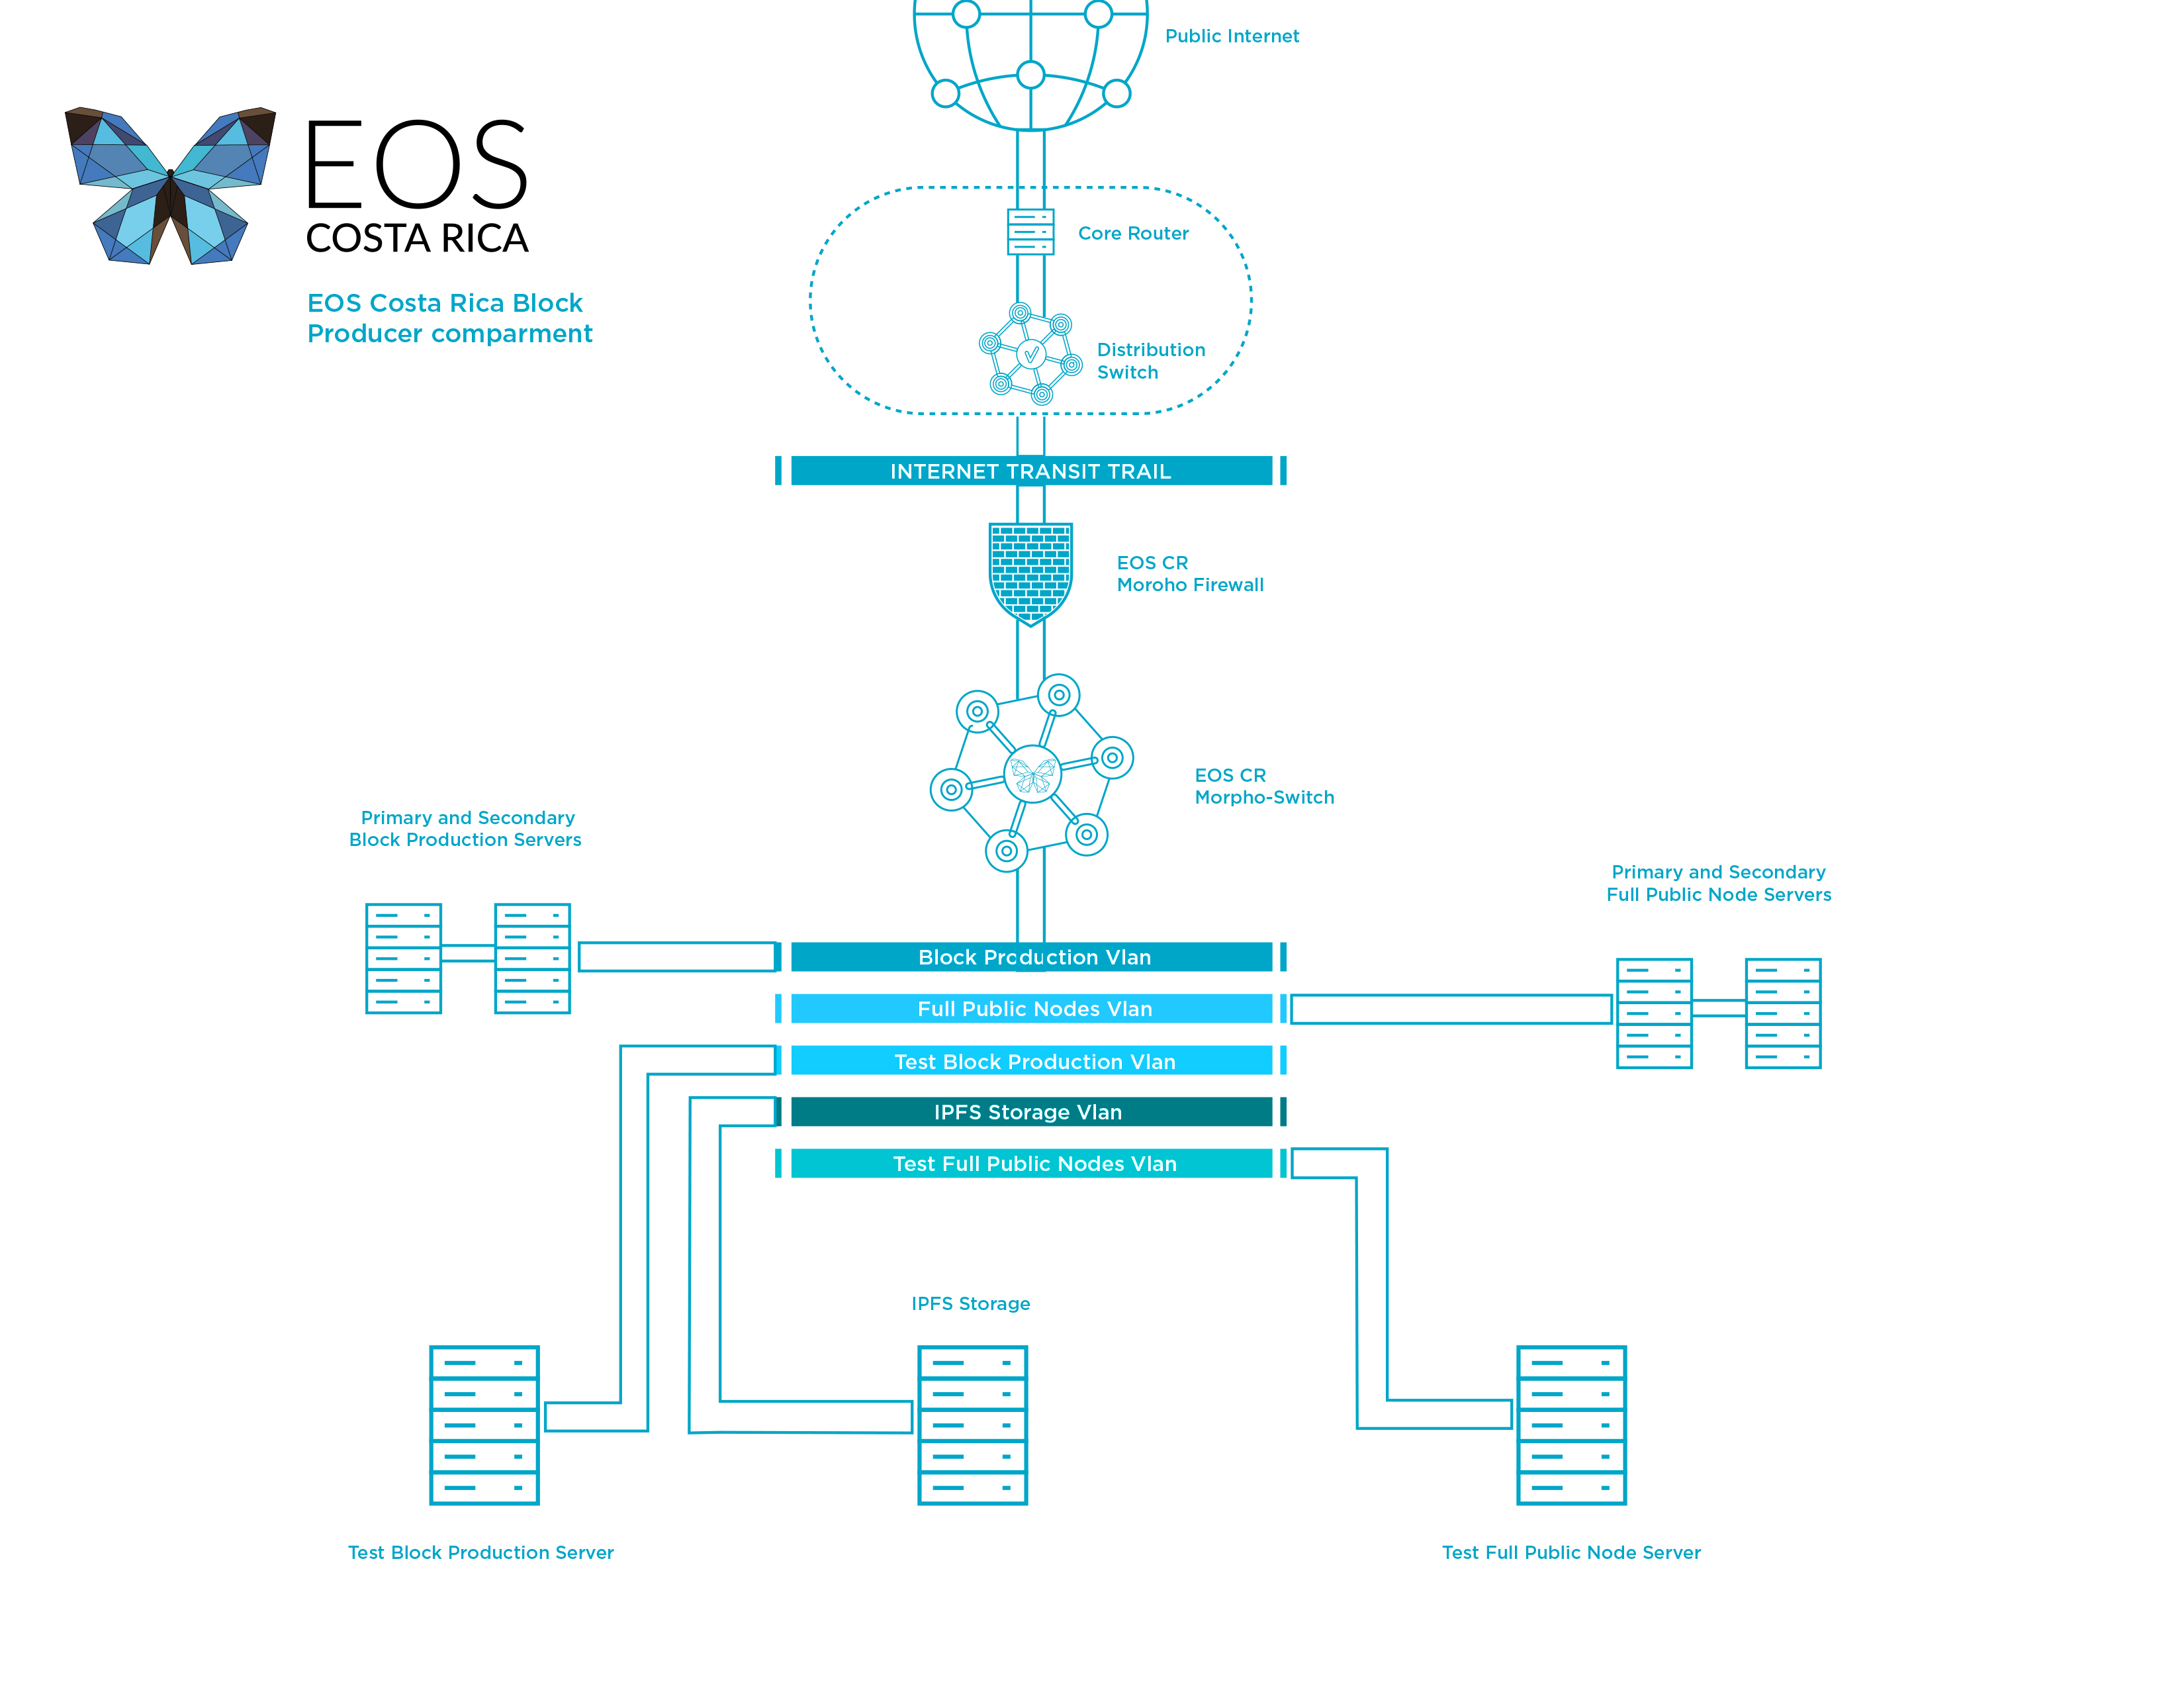 Public Internet
EOS
COSTA RICA
EOS Costa Rica Block
Producer comparment
Core Router
Distribution
Switch
INTERNET TRANSIT TRAIL
EOS CR
Moroho Firewall
EOS CR
Morpho-Switch
Primary and Secondary
Block Production Servers
Primary and Secondary
Full Public Node Servers
Block Production Vlan
Full Public Nodes Vlan
Test Block Production Vlan
IPFS Storage Vlan
Test Full Public Nodes Vlan
IPFS Storage
Test Block Production Server
Test Full Public Node Server